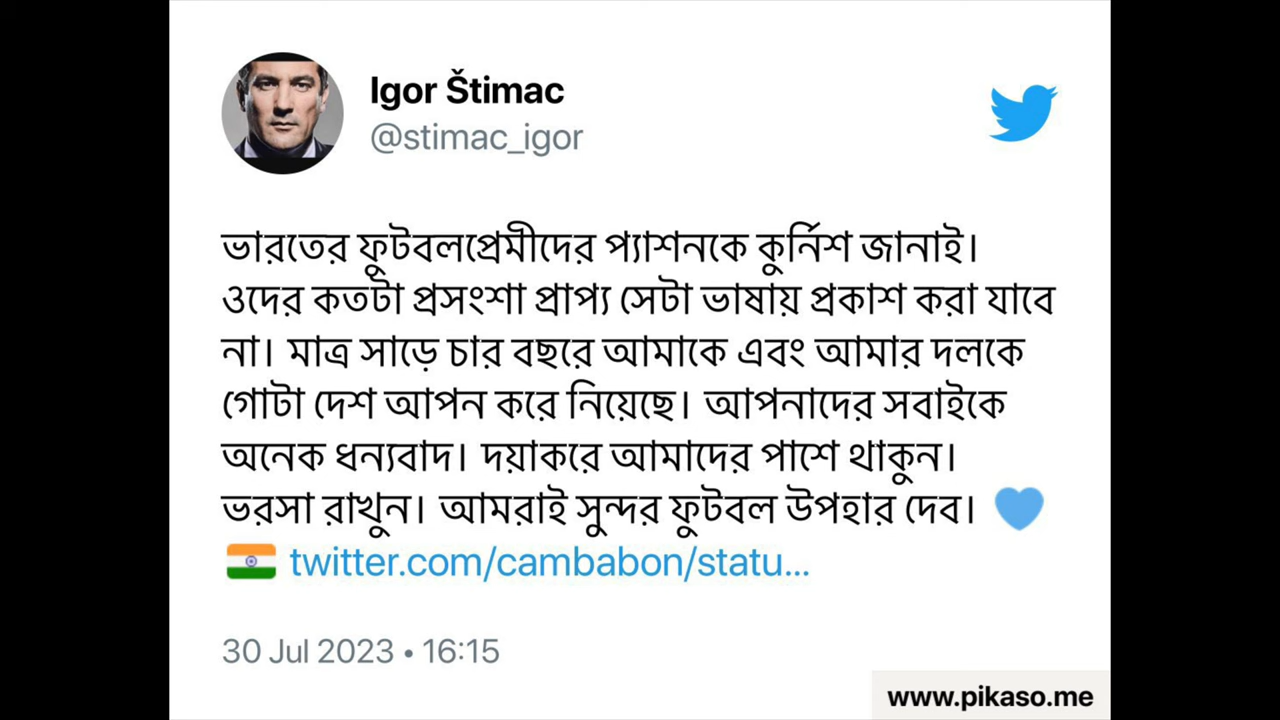 Igor Štimac
@stimac_igor
ভারতের ফুটবলপ্রেমীদের প্যাশনকে কুর্নিশ জানাই।
ওদের কতটা প্রসংশা প্রাপ্য সেটা ভাষায় প্রকাশ করা যাবে
না। মাত্র সাড়ে চার বছরে আমাকে এবং আমার দলকে
গোটা দেশ আপন করে নিয়েছে। আপনাদের সবাইকে
অনেক ধন্যবাদ। দয়াকরে আমাদের পাশে থাকুন।
ভরসা রাখুন। আমরাই সুন্দর ফুটবল উপহার দেব। 💙
🇮🇳 twitter.com/cambabon/statu...
30 Jul 2023 • 16:15
www.pikaso.me